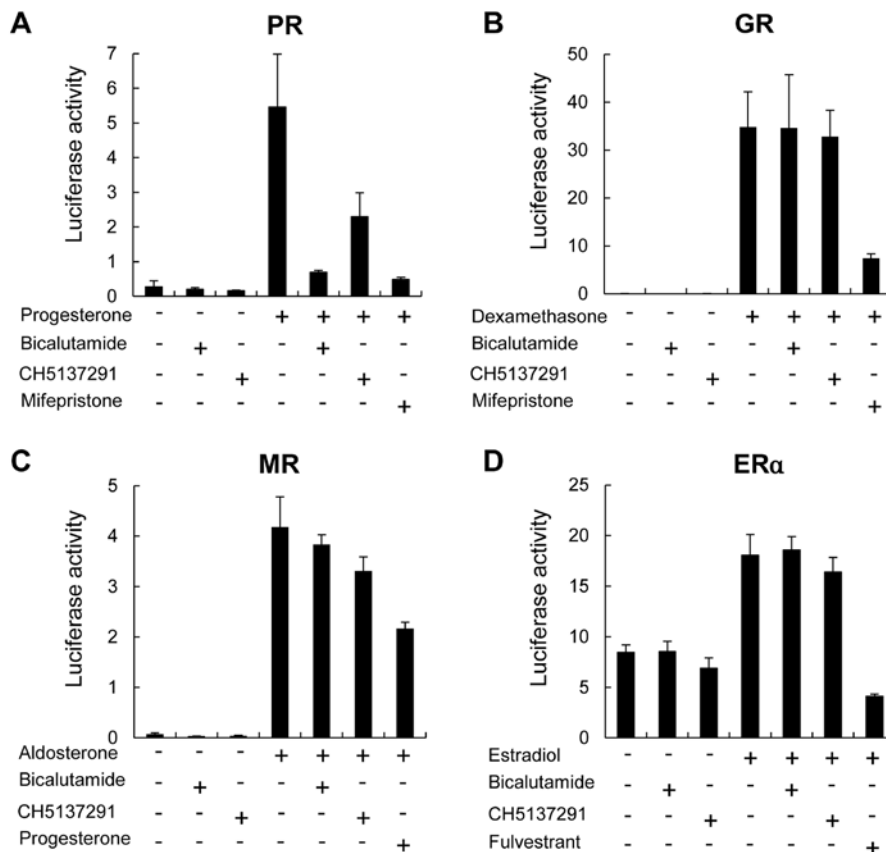 A PR
Luciferase activity
7
6
5
4
3
2
1
0
Progesterone - - - + + + +
Bicalutamide - + - - + - -
CH5137291 - - + - - + -
Mifepristone - - - - - - +
B GR
Luciferase activity
50
40
30
20
10
0
Dexamethasone - - - + + + +
Bicalutamide - + - - + - -
CH5137291 - - + - - + -
Mifepristone - - - - - - +
C MR
Luciferase activity
5
4
3
2
1
0
Aldosterone - - - + + + +
Bicalutamide - + - - + - -
CH5137291 - - + - - + -
Progesterone - - - - - - +
D ERα
Luciferase activity
25
20
15
10
5
0
Estradiol - - - + + + +
Bicalutamide - + - - + - -
CH5137291 - - + - - + -
Fulvestrant - - - - - - +